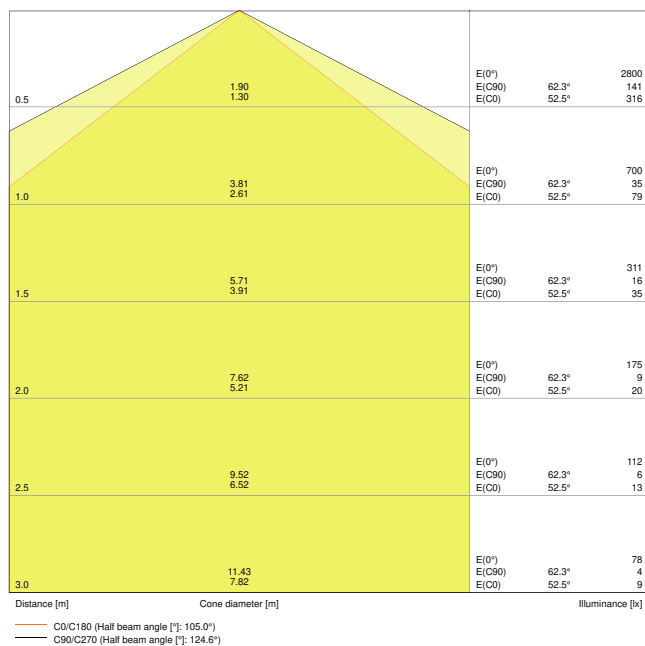 E(0°) 2800
1.90 E(C90) 62.3° 141
0.5 1.30 E(C0) 52.5° 316
E(0°) 700
3.81 E(C90) 62.3° 35
1.0 2.61 E(C0) 52.5° 79
E(0°) 311
5.71 E(C90) 62.3° 16
1.5 3.91 E(C0) 52.5° 35
E(0°) 175
7.62 E(C90) 62.3° 9
2.0 5.21 E(C0) 52.5° 20
E(0°) 112
9.52 E(C90) 62.3° 6
2.5 6.52 E(C0) 52.5° 13
E(0°) 78
11.43 E(C90) 62.3° 4
3.0 7.82 E(C0) 52.5° 9
Distance [m] Cone diameter [m] Illuminance [lx]
C0/C180 (Half beam angle [°]: 105.0°)
C90/C270 (Half beam angle [°]: 124.6°)